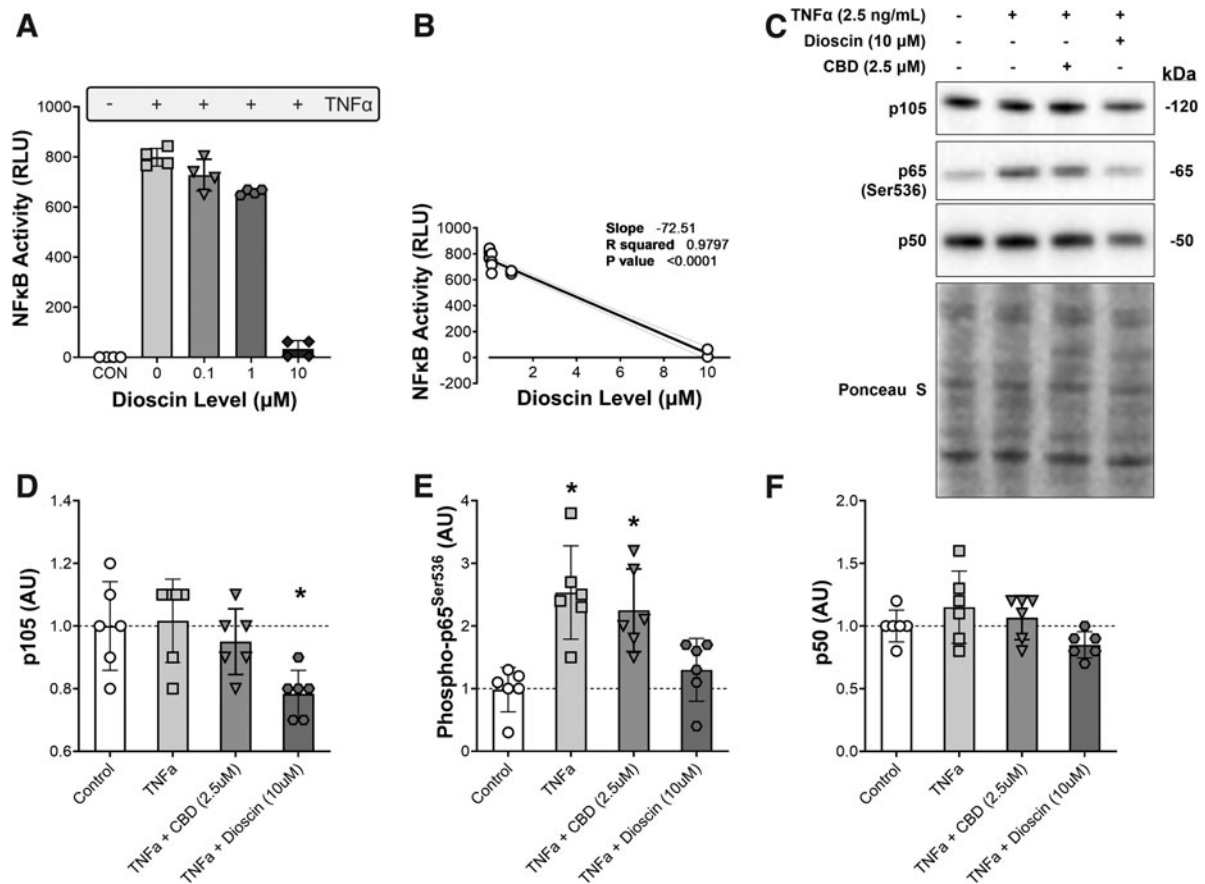 A
- + + + + TNFα
NFκB Activity (RLU)
1000
800
600
400
200
0
CON 0 0.1 1 10
Dioscin Level (μM)
B
NFκB Activity (RLU)
1000
800
600
400
200
0
-200
2 4 6 8 10
Slope -72.51
R squared 0.9797
P value <0.0001
Dioscin Level (μM)
C
TNFα (2.5 ng/mL) - + + +
Dioscin (10 μM) - - - +
CBD (2.5 μM) - - + -
kDa
p105 -120
p65 -65
(Ser536)
p50 -50
Ponceau S
D
p105 (AU)
1.4
1.2
1.0
0.8
0.6
*
Control
TNFa
TNFa + CBD (2.5uM)
TNFa + Dioscin (10uM)
E
Phospho-p65Ser536 (AU)
4
3
2
1
0
* *
Control
TNFa
TNFa + CBD (2.5uM)
TNFa + Dioscin (10uM)
F
p50 (AU)
2.0
1.5
1.0
0.5
0.0
Control
TNFa
TNFa + CBD (2.5uM)
TNFa + Dioscin (10uM)